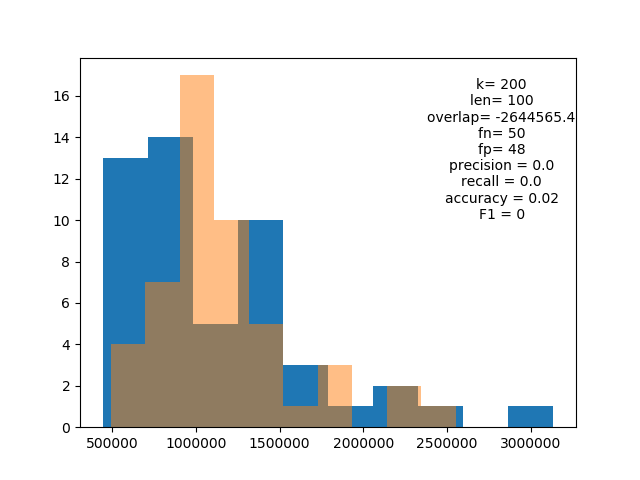 k= 200
len= 100
overlap= -2644565.4
fn= 50
fp= 48
precision = 0.0
recall = 0.0
accuracy = 0.02
F1 = 0
16
14
12
10
8
6
4
2
0
500000 1000000 1500000 2000000 2500000 3000000